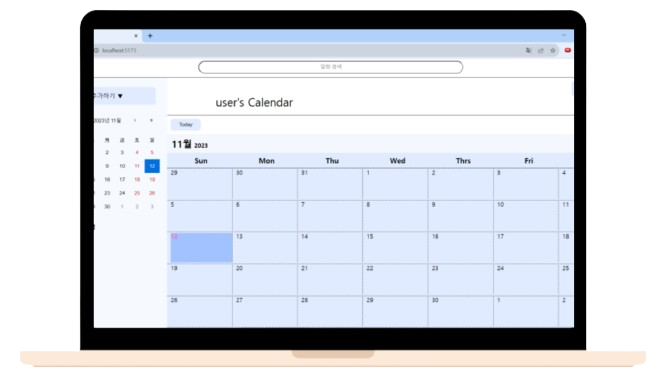 localhost:5173
일정 검색
추가하기 ▼
user's Calendar
2023년 11월 ‹ »
Today
11월 2023
목 금 토 일
Sun Mon Thu Wed Thrs Fri
2 3 4 5
29 30 31 1 2 3 4
9 10 11 12
16 17 18 19
23 24 25 26
5 6 7 8 9 10 11
30 1 2 3
12 13 14 15 16 17 18
19 20 21 22 23 24 25
26 27 28 29 30 1 2